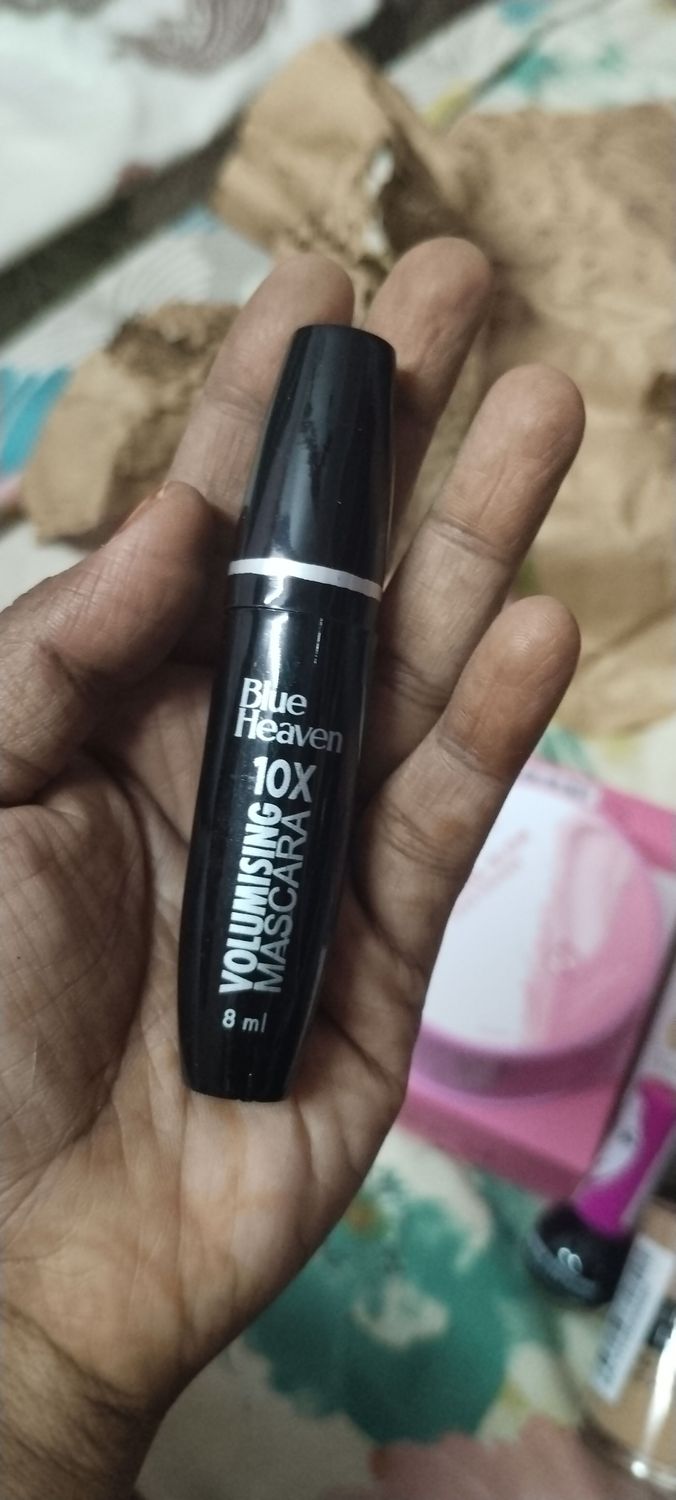 Blue
Heaven
10X
VOLUMISING
MASCARA
8 ml